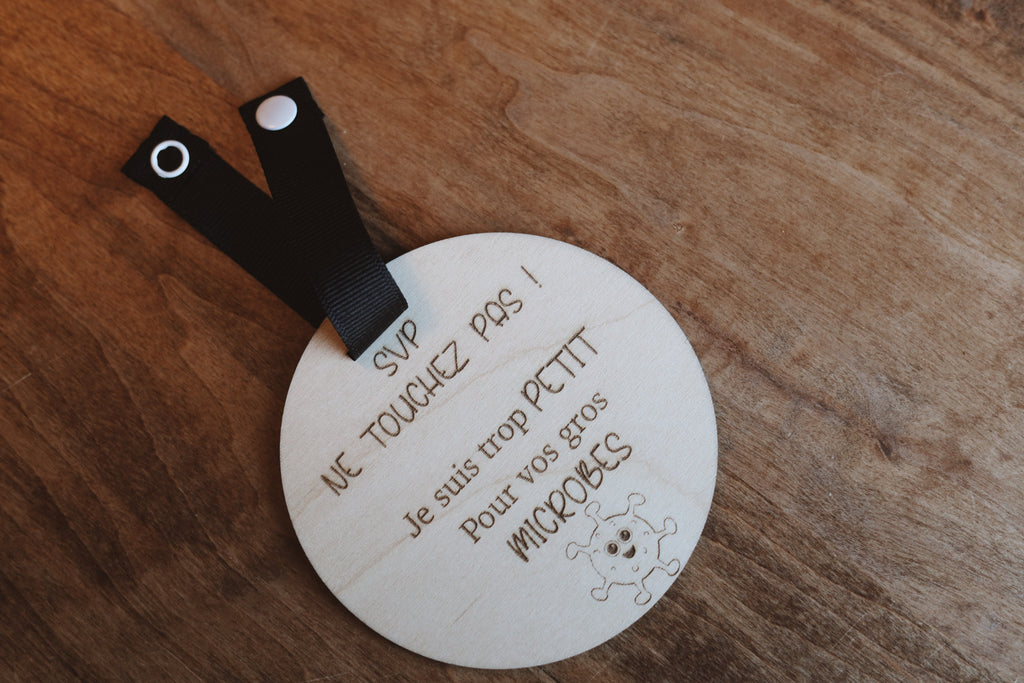 SVP
NE TOUCHEZ PAS !
Je suis trop PETIT
Pour vos gros
MICROBES